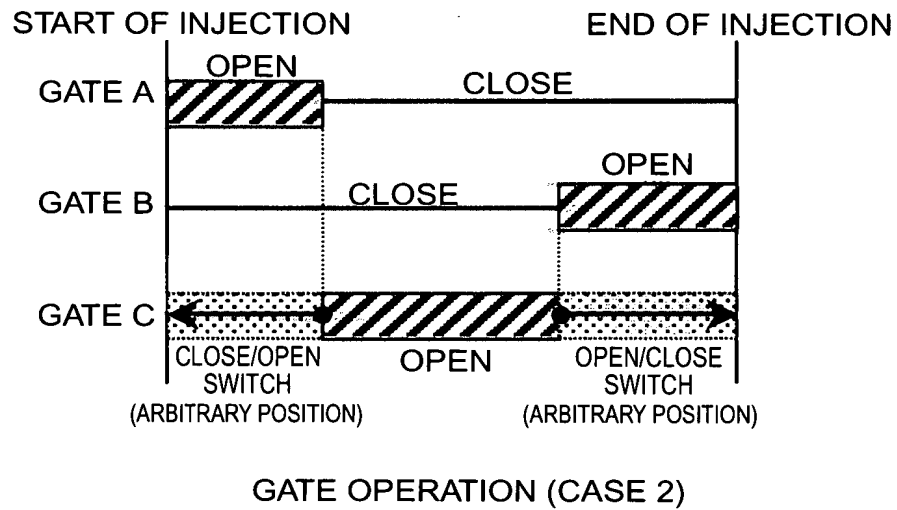 START OF INJECTION
END OF INJECTION
OPEN
GATE A
CLOSE
OPEN
GATE B
CLOSE
GATE C
CLOSE/OPEN
SWITCH
(ARBITRARY POSITION)
OPEN
OPEN/CLOSE
SWITCH
(ARBITRARY POSITION)
GATE OPERATION (CASE 2)